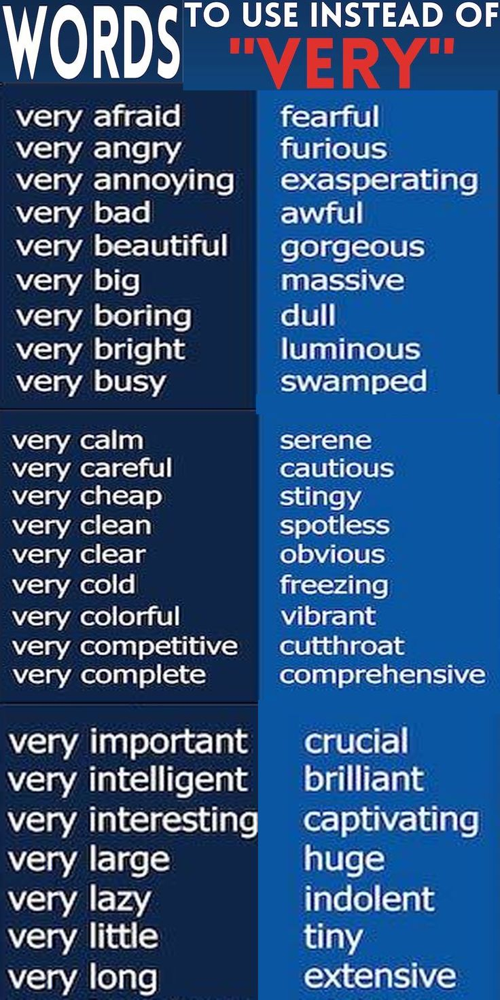 WORDS TO USE INSTEAD OF
"VERY"
very afraid fearful
very angry furious
very annoying exasperating
very bad awful
very beautiful gorgeous
very big massive
very boring dull
very bright luminous
very busy swamped
very calm serene
very careful cautious
very cheap stingy
very clean spotless
very clear obvious
very cold freezing
very colorful vibrant
very competitive cutthroat
very complete comprehensive
very important crucial
very intelligent brilliant
very interesting captivating
very large huge
very lazy indolent
very little tiny
very long extensive